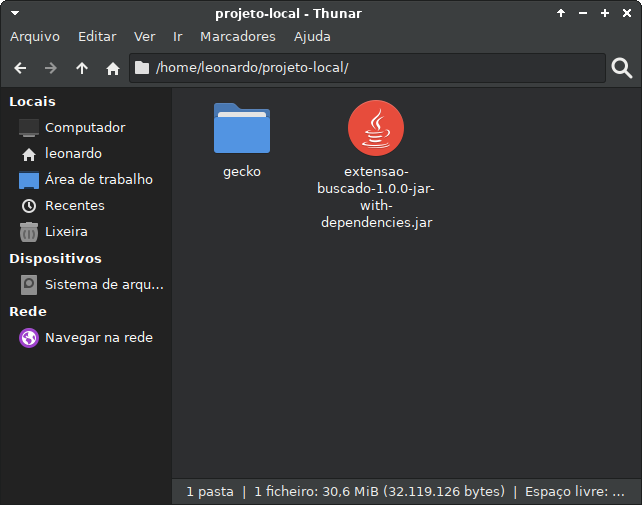 projeto-local - Thunar
Arquivo Editar Ver Ir Marcadores Ajuda
/home/leonardo/projeto-local/
Locais
Computador
leonardo
Área de trabalho
Recentes
Lixeira
Dispositivos
Sistema de arqu...
Rede
Navegar na rede
gecko
extensao-
buscado-1.0.0-jar-
with-
dependencies.jar
1 pasta | 1 ficheiro: 30,6 MiB (32.119.126 bytes) | Espaço livre: ...